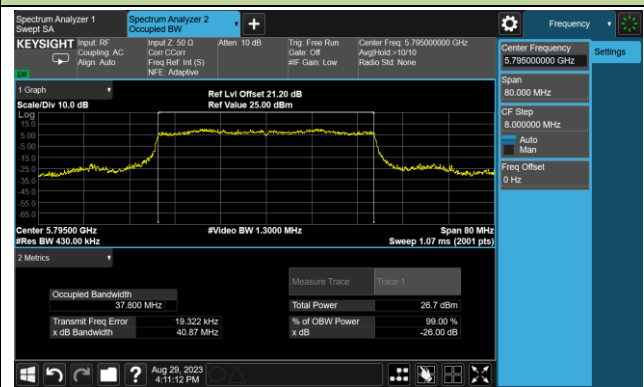 Spectrum Analyzer 1
Swept SA
Spectrum Analyzer 2
Occupied BW
+
Frequency
KEYSIGHT
Input: RF
Coupling: AC
Align: Auto
Input Z: 50 Ω
Corr CCorr
Freq Ref: Int (S)
NFE: Adaptive
Atten: 10 dB
Trig: Free Run
Gate: Off
#IF Gain: Low
Center Freq: 5.795000000 GHz
Avg|Hold:>10/10
Radio Std: None
Center Frequency
5.795000000 GHz
Settings
Span
80.000 MHz
CF Step
8.000000 MHz
Auto
Man
Freq Offset
0 Hz
1 Graph
Scale/Div 10.0 dB
Ref Lvl Offset 21.20 dB
Ref Value 25.00 dBm
Log
15.0
5.00
-5.00
-15.0
-25.0
-35.0
-45.0
-55.0
-65.0
Center 5.79500 GHz
#Res BW 430.00 kHz
#Video BW 1.3000 MHz
Span 80 MHz
Sweep 1.07 ms (2001 pts)
2 Metrics
Measure Trace
Trace 1
Occupied Bandwidth
37.800 MHz
Total Power
26.7 dBm
Transmit Freq Error
19.322 kHz
% of OBW Power
99.00 %
x dB Bandwidth
40.87 MHz
x dB
-26.00 dB
?
Aug 29, 2023
4:11:12 PM